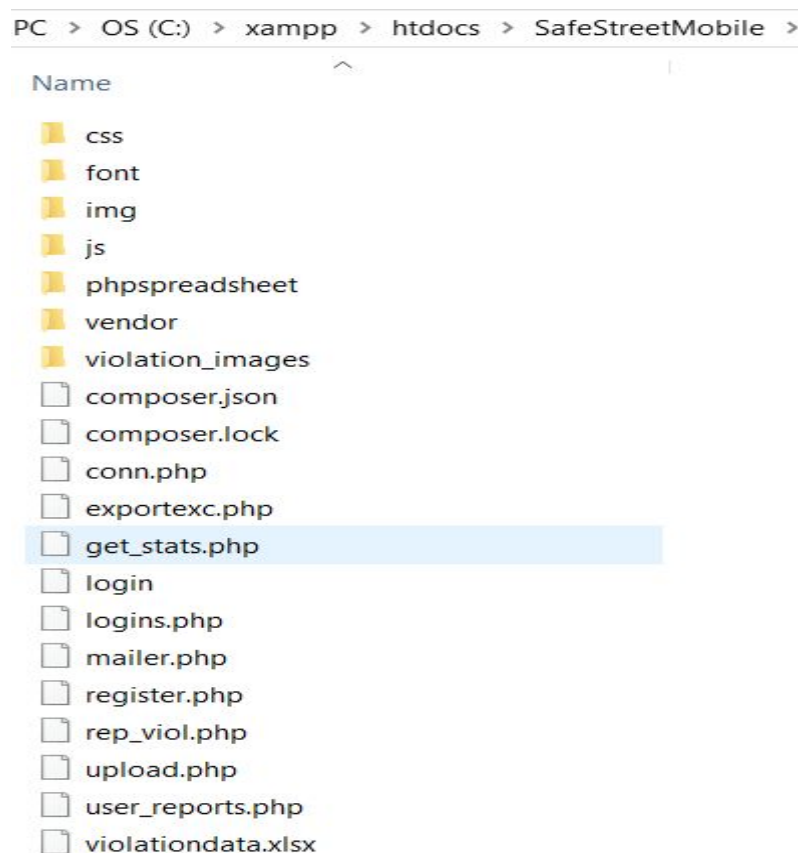 PC > OS (C:) > xampp > htdocs > SafeStreetMobile >
Name
css
font
img
js
phpspreadsheet
vendor
violation_images
composer.json
composer.lock
conn.php
exportexc.php
get_stats.php
login
logins.php
mailer.php
register.php
rep_viol.php
upload.php
user_reports.php
violationdata.xlsx